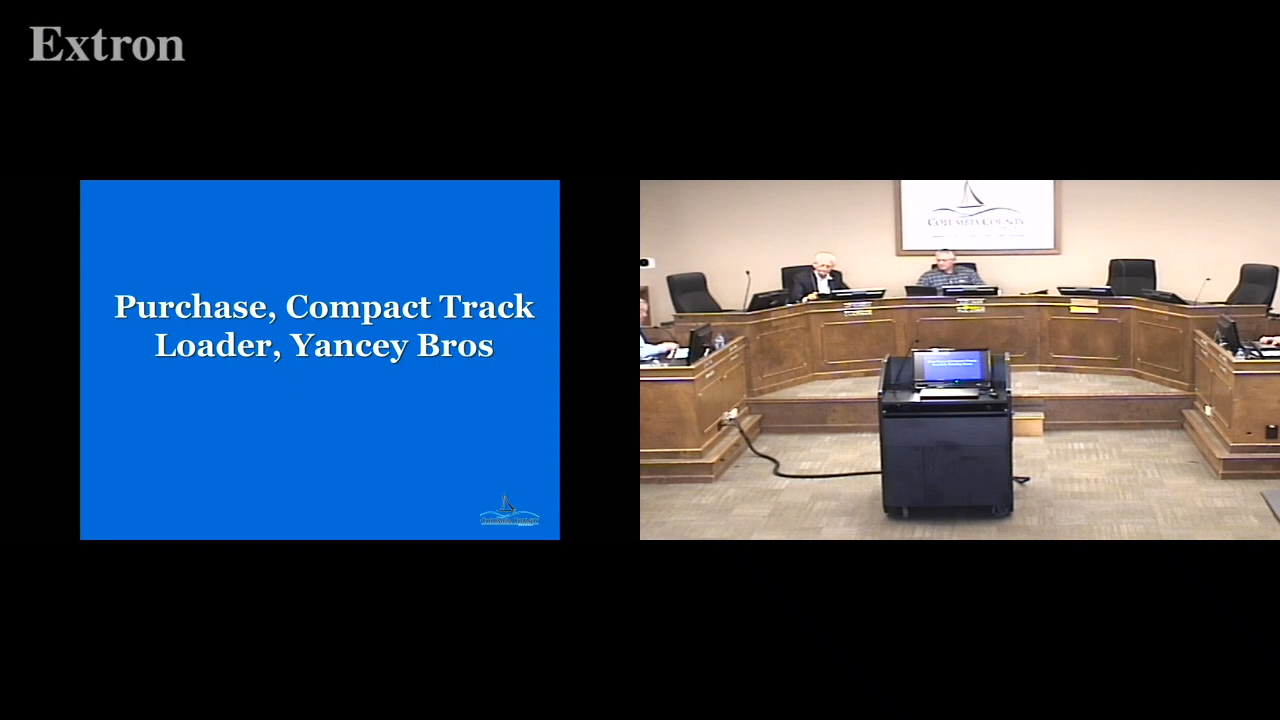 Extron
Purchase, Compact Track
Loader, Yancey Bros
COLUMBIA COUNTY